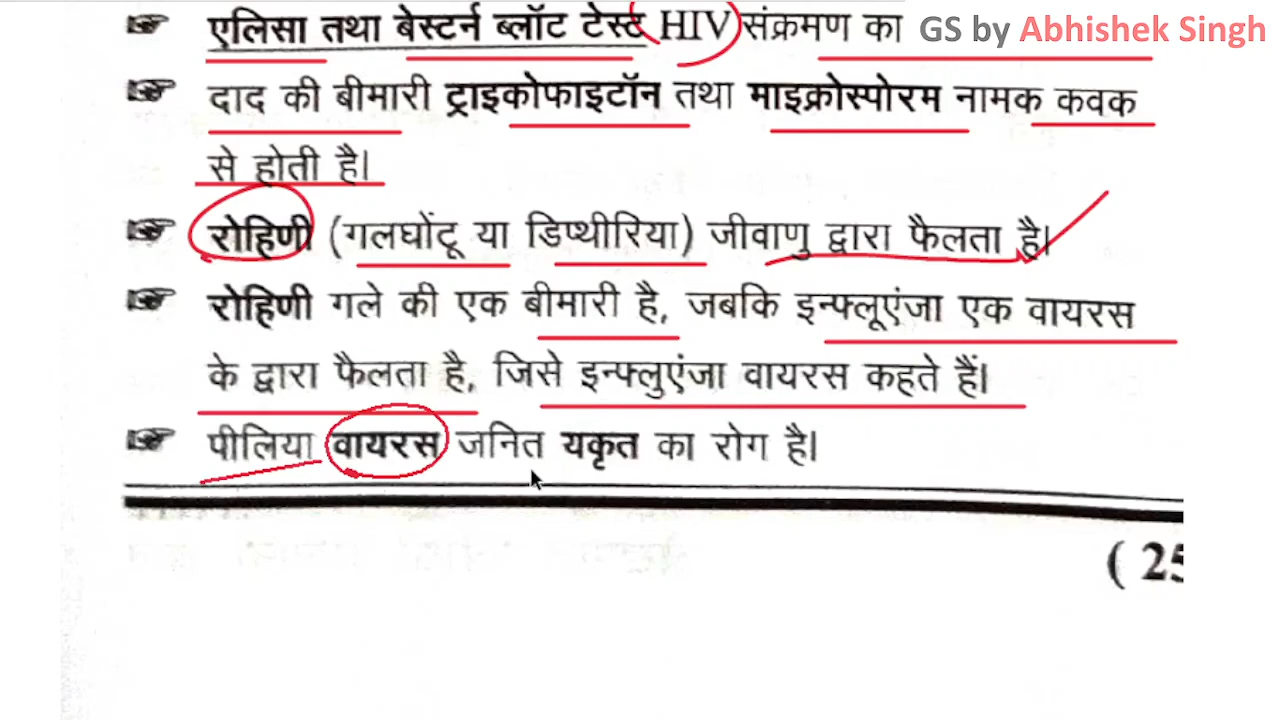 एलिसा तथा बेस्टर्न ब्लॉट टेस्ट HIV संक्रमण का GS by Abhishek Singh
दाद की बीमारी ट्राइकोफाइटॉन तथा माइक्रोस्पोरम नामक कवक
से होती है।
रोहिणी (गलघोंटू या डिप्थीरिया) जीवाणु द्वारा फैलता है।
रोहिणी गले की एक बीमारी है, जबकि इन्फ्लूएंजा एक वायरस
के द्वारा फैलता है, जिसे इन्फ्लुएंजा वायरस कहते हैं।
पीलिया वायरस जनित यकृत का रोग है।
( 25